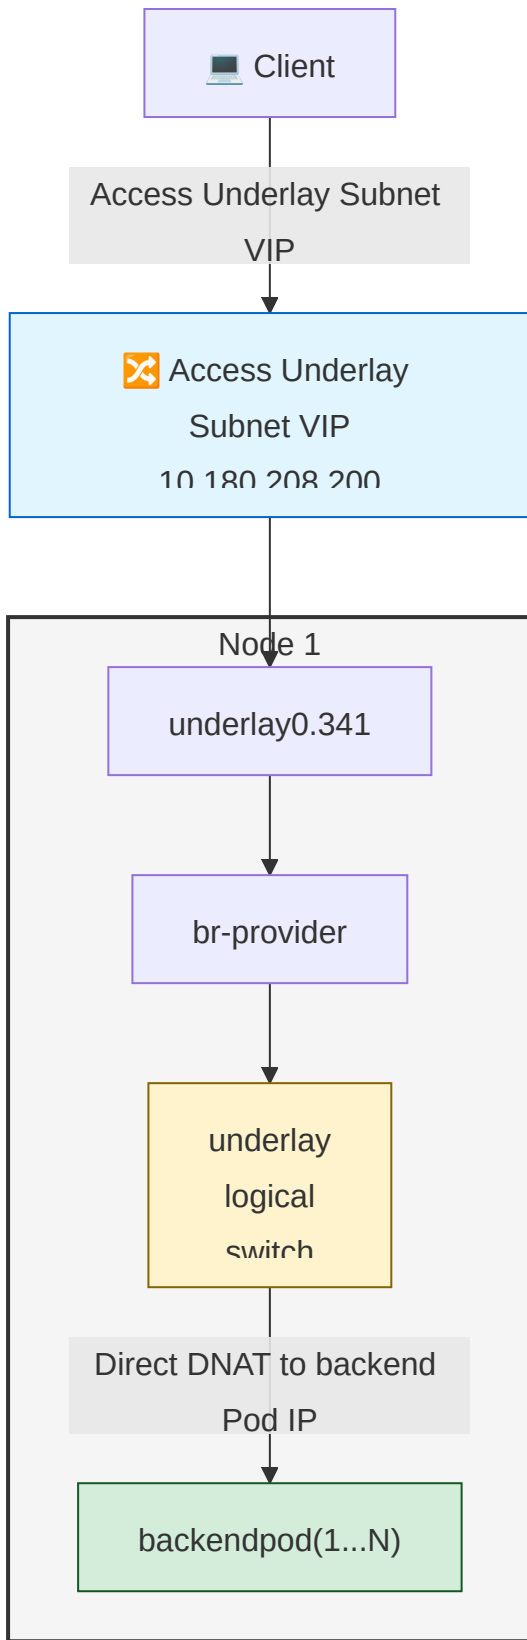 💻 Client
Access Underlay Subnet
VIP
🔀 Access Underlay
Subnet VIP
10.180.208.200
Node 1
underlay0.341
br-provider
underlay
logical
switch
Direct DNAT to backend
Pod IP
backendpod(1...N)